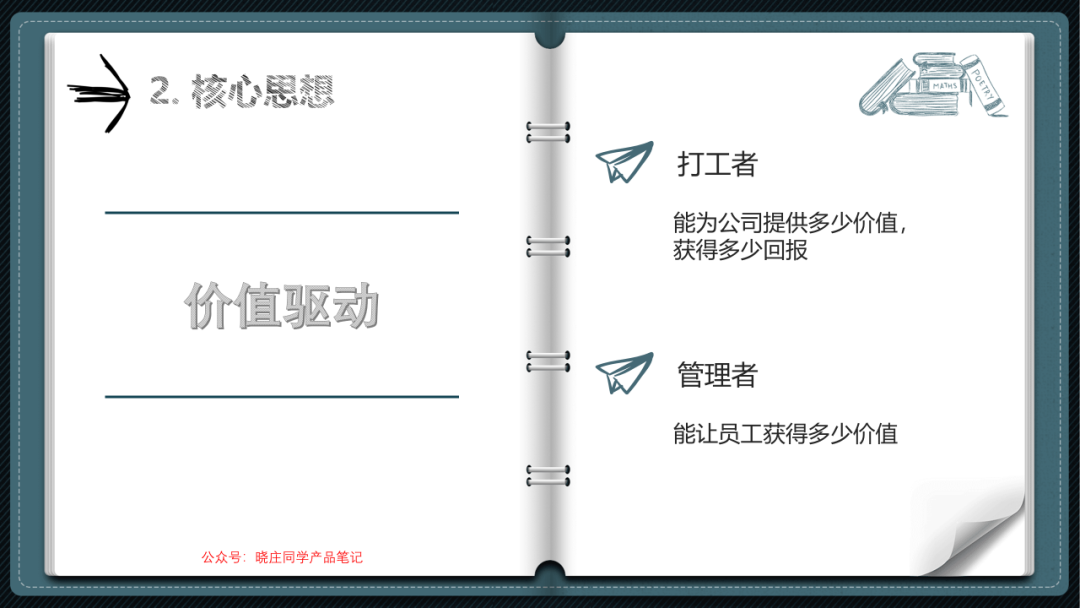 2. 核心思想
价值驱动
公众号：晓庄同学产品笔记
MATHS
POETRY
打工者
能为公司提供多少价值，
获得多少回报
管理者
能让员工获得多少价值